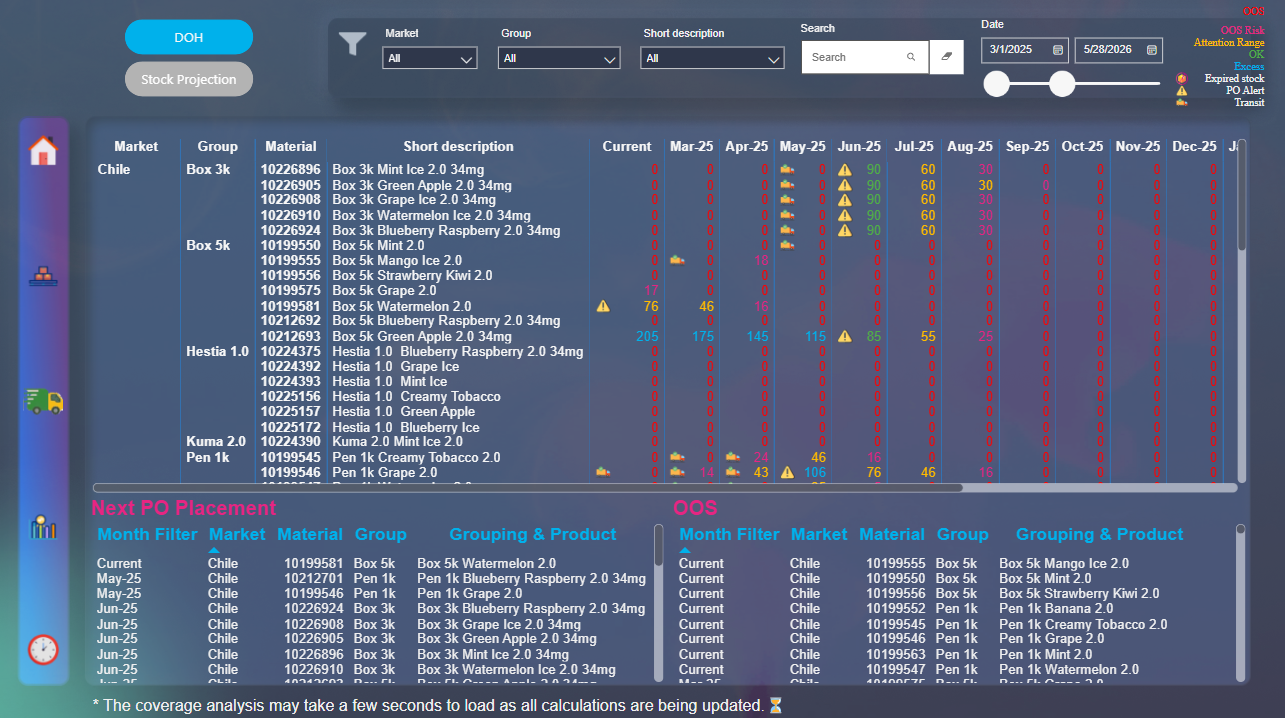 DOH
Stock Projection
Market
All
Group
All
Short description
All
Search
Search
Date
3/1/2025 5/28/2026
OOS
OOS Risk
Attention Range
OK
Excess
Expired stock
PO Alert
Transit
Market Group Material Short description Current Mar-25 Apr-25 May-25 Jun-25 Jul-25 Aug-25 Sep-25 Oct-25 Nov-25 Dec-25
Chile Box 3k 10226896 Box 3k Mint Ice 2.0 34mg 0 0 0 0 90 60 30 0 0 0 0
10226905 Box 3k Green Apple 2.0 34mg 0 0 0 0 90 60 30 0 0 0 0
10226908 Box 3k Grape Ice 2.0 34mg 0 0 0 0 90 60 30 0 0 0 0
10226910 Box 3k Watermelon Ice 2.0 34mg 0 0 0 0 90 60 30 0 0 0 0
10226924 Box 3k Blueberry Raspberry 2.0 34mg 0 0 0 0 90 60 30 0 0 0 0
Box 5k 10199550 Box 5k Mint 2.0 0 0 0 0 0 0 0 0 0 0 0
10199555 Box 5k Mango Ice 2.0 0 0 18 0 0 0 0 0 0 0 0
10199556 Box 5k Strawberry Kiwi 2.0 0 0 0 0 0 0 0 0 0 0 0
10199575 Box 5k Grape 2.0 17 0 0 0 0 0 0 0 0 0 0
10199581 Box 5k Watermelon 2.0 76 46 16 0 0 0 0 0 0 0 0
10212692 Box 5k Blueberry Raspberry 2.0 34mg 0 0 0 0 0 0 0 0 0 0 0
10212693 Box 5k Green Apple 2.0 34mg 205 175 145 115 85 55 25 0 0 0 0
Hestia 1.0 10224375 Hestia 1.0 Blueberry Raspberry 2.0 34mg 0 0 0 0 0 0 0 0 0 0 0
10224392 Hestia 1.0 Grape Ice 0 0 0 0 0 0 0 0 0 0 0
10224393 Hestia 1.0 Mint Ice 0 0 0 0 0 0 0 0 0 0 0
10225156 Hestia 1.0 Creamy Tobacco 0 0 0 0 0 0 0 0 0 0 0
10225157 Hestia 1.0 Green Apple 0 0 0 0 0 0 0 0 0 0 0
10225172 Hestia 1.0 Blueberry Ice 0 0 0 0 0 0 0 0 0 0 0
Kuma 2.0 10224390 Kuma 2.0 Mint Ice 2.0 0 0 0 0 0 0 0 0 0 0 0
Pen 1k 10199545 Pen 1k Creamy Tobacco 2.0 0 0 24 46 16 0 0 0 0 0 0
10199546 Pen 1k Grape 2.0 0 14 43 106 76 46 16 0 0 0 0
Next PO Placement
Month Filter Market Material Group Grouping & Product
Current Chile 10199581 Box 5k Box 5k Watermelon 2.0
May-25 Chile 10212701 Pen 1k Pen 1k Blueberry Raspberry 2.0 34mg
May-25 Chile 10199546 Pen 1k Pen 1k Grape 2.0
Jun-25 Chile 10226924 Box 3k Box 3k Blueberry Raspberry 2.0 34mg
Jun-25 Chile 10226908 Box 3k Box 3k Grape Ice 2.0 34mg
Jun-25 Chile 10226905 Box 3k Box 3k Green Apple 2.0 34mg
Jun-25 Chile 10226896 Box 3k Box 3k Mint Ice 2.0 34mg
Jun-25 Chile 10226910 Box 3k Box 3k Watermelon Ice 2.0 34mg
OOS
Month Filter Market Material Group Grouping & Product
Current Chile 10199555 Box 5k Box 5k Mango Ice 2.0
Current Chile 10199550 Box 5k Box 5k Mint 2.0
Current Chile 10199556 Box 5k Box 5k Strawberry Kiwi 2.0
Current Chile 10199552 Pen 1k Pen 1k Banana 2.0
Current Chile 10199545 Pen 1k Pen 1k Creamy Tobacco 2.0
Current Chile 10199546 Pen 1k Pen 1k Grape 2.0
Current Chile 10199563 Pen 1k Pen 1k Mint 2.0
Current Chile 10199547 Pen 1k Pen 1k Watermelon 2.0
* The coverage analysis may take a few seconds to load as all calculations are being updated. ⏳